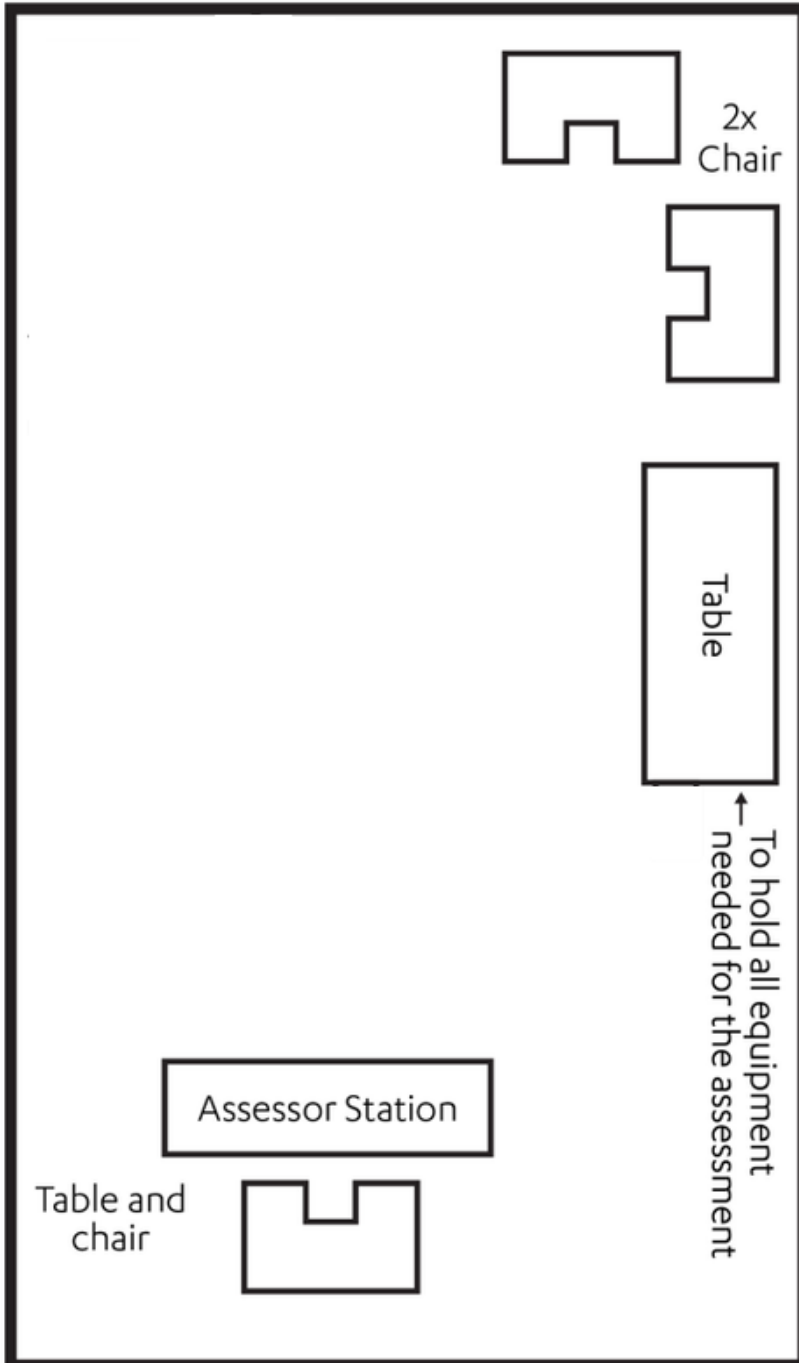 2x
Chair
Table
To hold all equipment
needed for the assessment
Assessor Station
Table and
chair